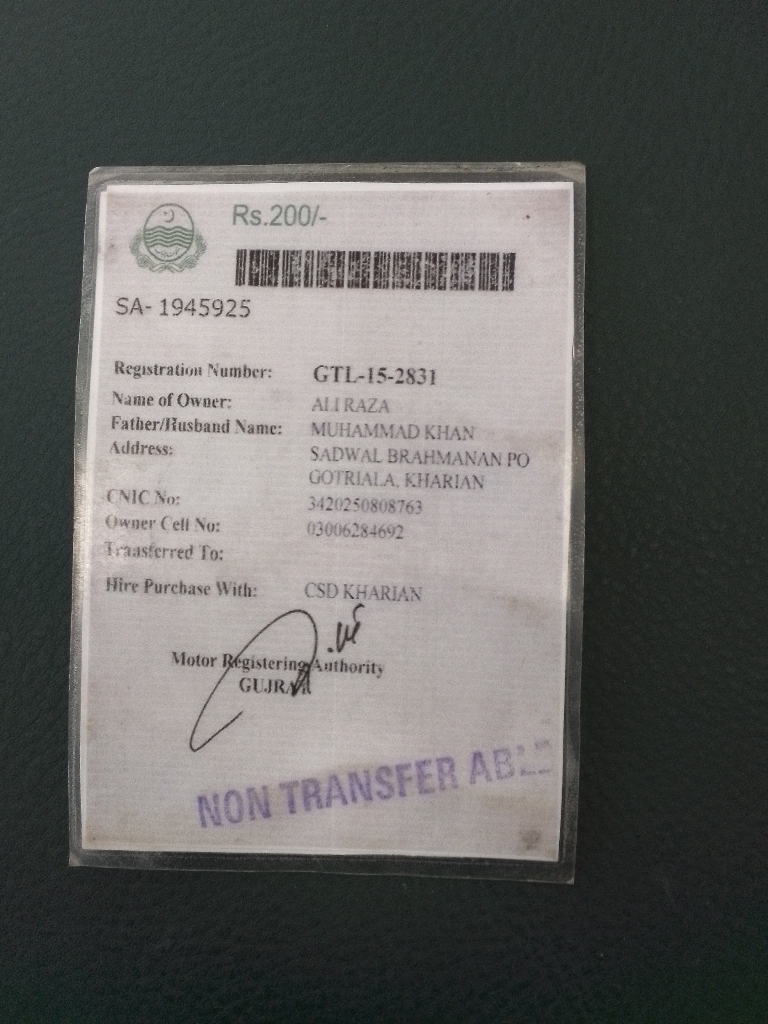 Rs.200/-
SA- 1945925
Registration Number: GTL-15-2831
Name of Owner: ALI RAZA
Father/Husband Name: MUHAMMAD KHAN
Address: SADWAL BRAHMANAN PO
GOTRIALA, KHARIAN
CNIC No: 3420250808763
Owner Cell No: 03006284692
Transferred To:
Hire Purchase With: CSD KHARIAN
Motor Registering Authority
GUJRAT
NON TRANSFER ABLE